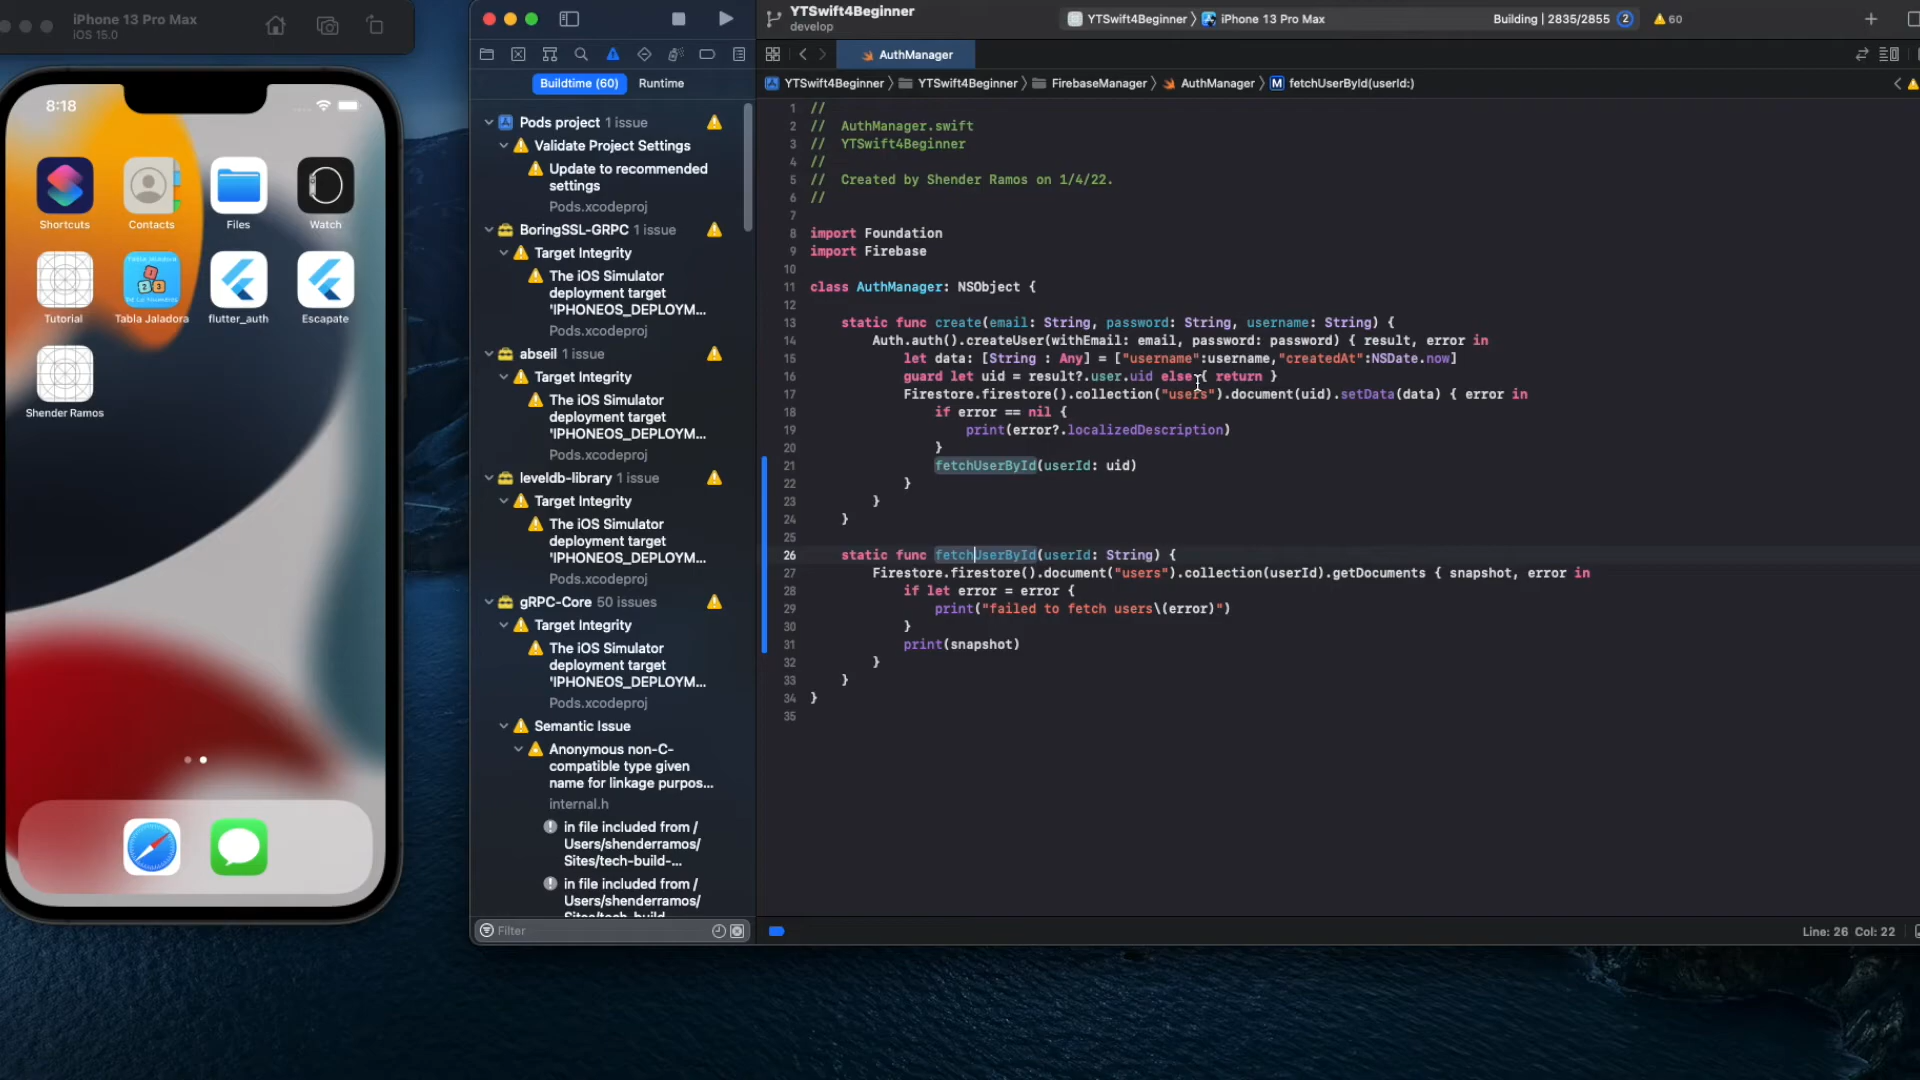 iPhone 13 Pro Max
iOS 15.0
8:18
Shortcuts
Contacts
Files
Watch
TABLA JALADORA
1
2
3
Tutorial
Tabla Jaladora
flutter_auth
Escapate
Shender Ramos
YTSwift4Beginner
develop
YTSwift4Beginner 〉 iPhone 13 Pro Max
Building | 2835/2855 2
60
AuthManager
Buildtime (60)
Runtime
YTSwift4Beginner 〉 YTSwift4Beginner 〉 FirebaseManager 〉 AuthManager 〉 M fetchUserById(userId:)
Pods project 1 issue
Validate Project Settings
Update to recommended
settings
Pods.xcodeproj
BoringSSL-GRPC 1 issue
Target Integrity
The iOS Simulator
deployment target
'IPHONEOS_DEPLOYM...
Pods.xcodeproj
abseil 1 issue
Target Integrity
The iOS Simulator
deployment target
'IPHONEOS_DEPLOYM...
Pods.xcodeproj
leveldb-library 1 issue
Target Integrity
The iOS Simulator
deployment target
'IPHONEOS_DEPLOYM...
Pods.xcodeproj
gRPC-Core 50 issues
Target Integrity
The iOS Simulator
deployment target
'IPHONEOS_DEPLOYM...
Pods.xcodeproj
Semantic Issue
Anonymous non-C-
compatible type given
name for linkage purpos...
internal.h
in file included from /
Users/shenderramos/
Sites/tech-build-...
in file included from /
Users/shenderramos/
Sites/tech-build-
Filter
1 //
2 // AuthManager.swift
3 // YTSwift4Beginner
4 //
5 // Created by Shender Ramos on 1/4/22.
6 //
7
8 import Foundation
9 import Firebase
10
11 class AuthManager: NSObject {
12
13 static func create(email: String, password: String, username: String) {
14 Auth.auth().createUser(withEmail: email, password: password) { result, error in
15 let data: [String : Any] = ["username":username,"createdAt":NSDate.now]
16 guard let uid = result?.user.uid else { return }
17 Firestore.firestore().collection("users").document(uid).setData(data) { error in
18 if error == nil {
19 print(error?.localizedDescription)
20 }
21 fetchUserById(userId: uid)
22 }
23 }
24 }
25
26 static func fetchUserById(userId: String) {
27 Firestore.firestore().document("users").collection(userId).getDocuments { snapshot, error in
28 if let error = error {
29 print("failed to fetch users\(error)")
30 }
31 print(snapshot)
32 }
33 }
34 }
35
Line: 26 Col: 22